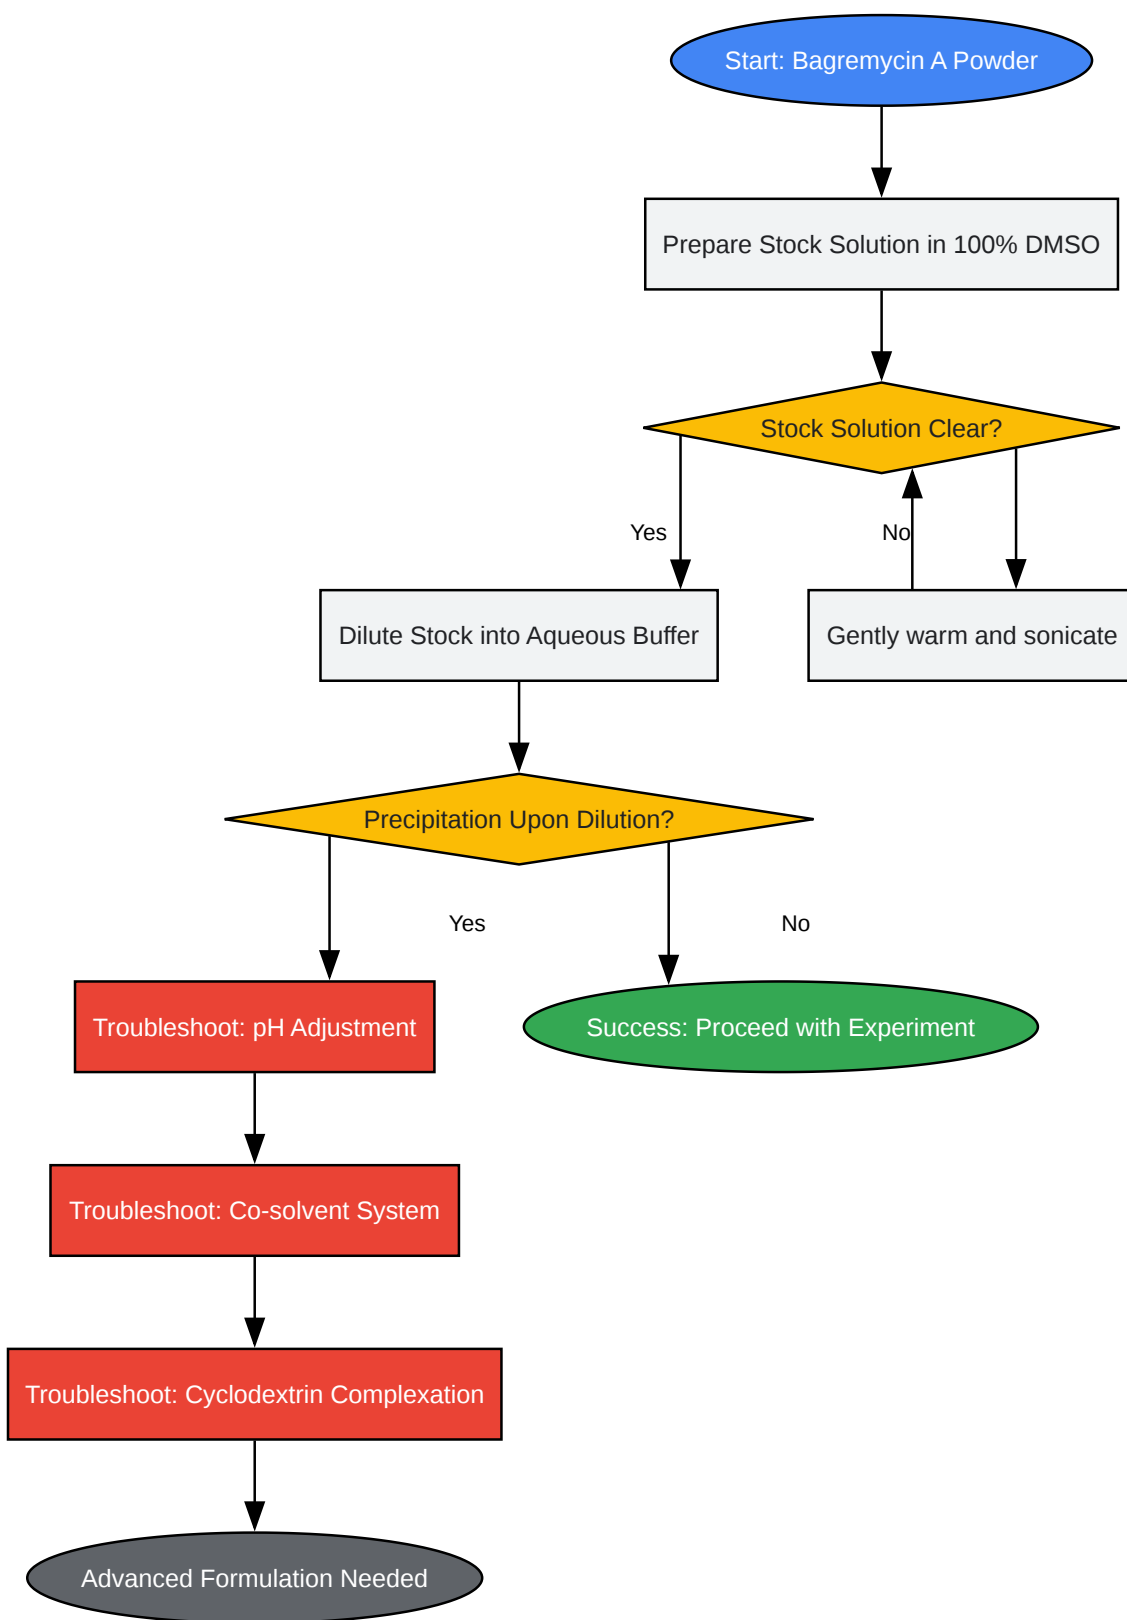 Start: Bagremycin A Powder
Prepare Stock Solution in 100% DMSO
Stock Solution Clear?
Yes
No
Dilute Stock into Aqueous Buffer
Gently warm and sonicate
Precipitation Upon Dilution?
Yes
No
Troubleshoot: pH Adjustment
Success: Proceed with Experiment
Troubleshoot: Co-solvent System
Troubleshoot: Cyclodextrin Complexation
Advanced Formulation Needed